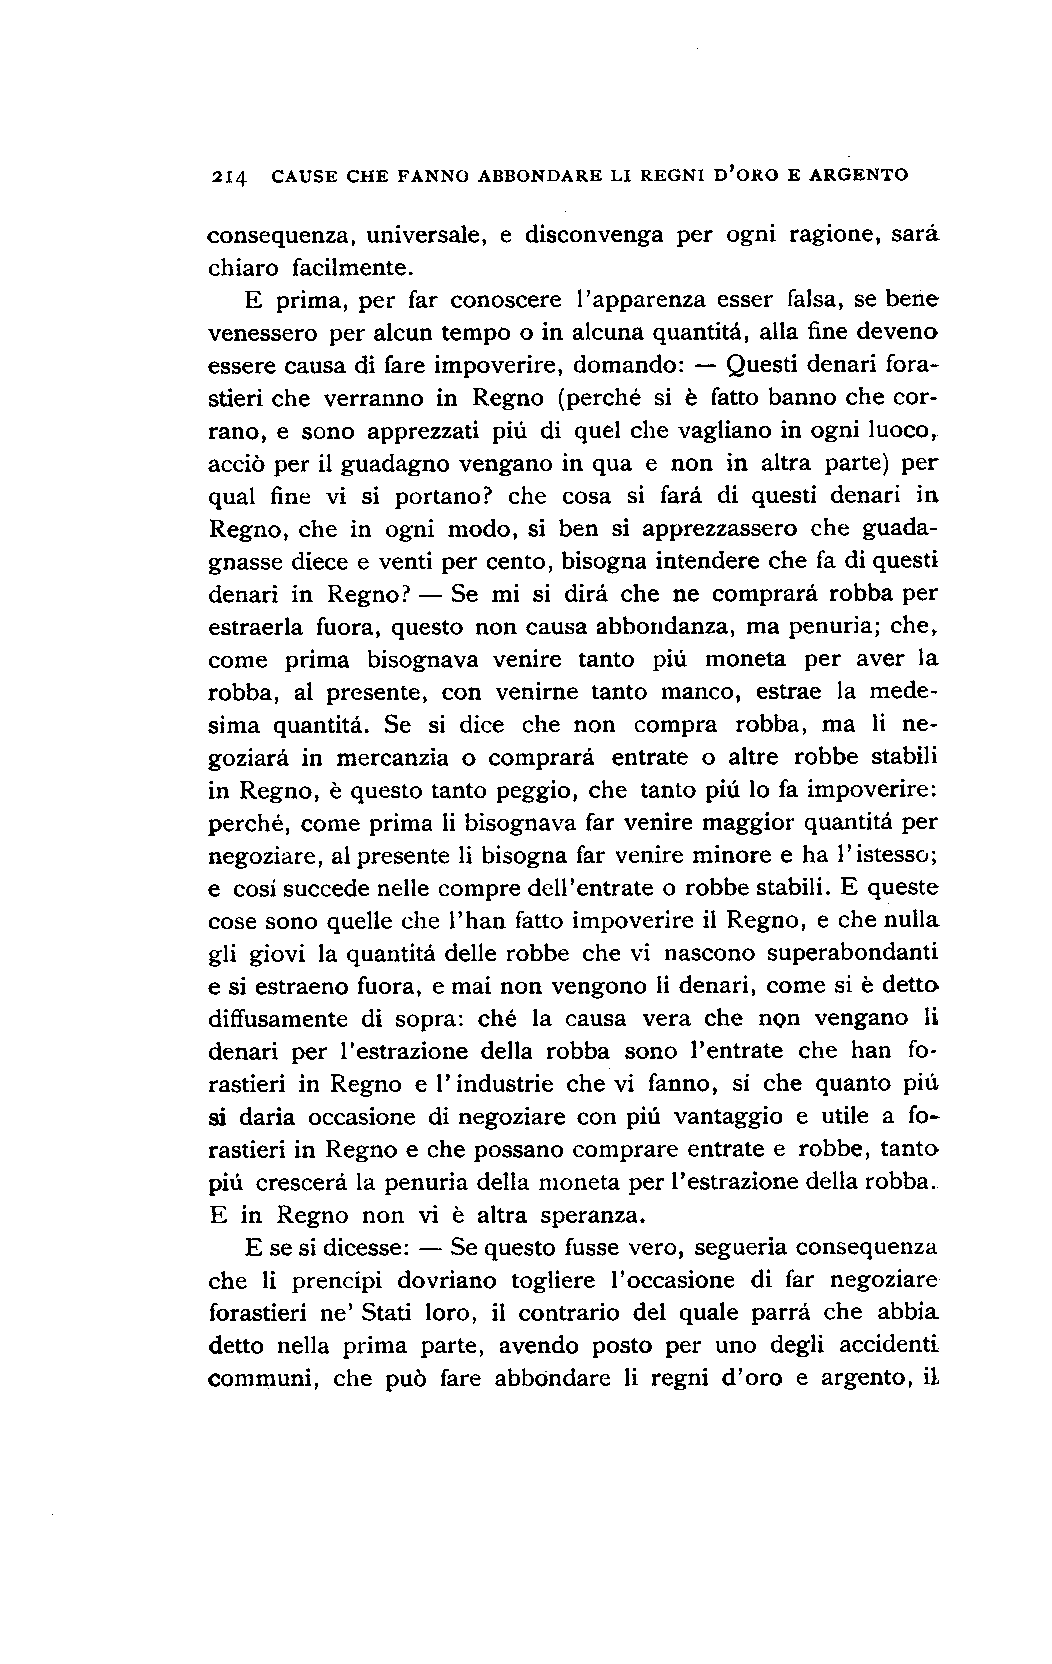 214 CAUSE CHE FANNO ABBONDARE LI REGNI D'ORO E ARGENTO
consequenza, universale, e disconvenga per ogni ragione, sará
chiaro facilmente.
E prima, per far conoscere l'apparenza esser falsa, se bene
venessero per alcun tempo o in alcuna quantitá, alla fine deveno
essere causa di fare impoverire, domando: — Questi denari fora-
stieri che verranno in Regno (perché si è fatto banno che cor-
rano, e sono apprezzati piú di quel che vagliano in ogni luoco,
acciò per il guadagno vengano in qua e non in altra parte) per
qual fine vi si portano? che cosa si fará di questi denari in
Regno, che in ogni modo, si ben si apprezzassero che guada-
gnasse diece e venti per cento, bisogna intendere che fa di questi
denari in Regno? — Se mi si dirá che ne comprará robba per
estraerla fuora, questo non causa abbondanza, ma penuria; che,
come prima bisognava venire tanto piú moneta per aver la
robba, al presente, con venirne tanto manco, estrae la mede-
sima quantitá. Se si dice che non compra robba, ma li ne-
goziará in mercanzia o comprará entrate o altre robbe stabili
in Regno, è questo tanto peggio, che tanto piú lo fa impoverire:
perché, come prima li bisognava far venire maggior quantitá per
negoziare, al presente li bisogna far venire minore e ha l'istesso;
e cosí succede nelle compre dell'entrate o robbe stabili. E queste
cose sono quelle che l'han fatto impoverire il Regno, e che nulla
gli giovi la quantitá delle robbe che vi nascono superabondanti
e si estraeno fuora, e mai non vengono li denari, come si è detto
diffusamente di sopra: ché la causa vera che non vengano li
denari per l'estrazione della robba sono l'entrate che han fo-
rastieri in Regno e l'industrie che vi fanno, sí che quanto piú
si daria occasione di negoziare con piú vantaggio e utile a fo-
rastieri in Regno e che possano comprare entrate e robbe, tanto
piú crescerá la penuria della moneta per l'estrazione della robba.
E in Regno non vi è altra speranza.
E se si dicesse: — Se questo fusse vero, segueria consequenza
che li prencipi dovriano togliere l'occasione di far negoziare
forastieri ne' Stati loro, il contrario del quale parrá che abbia
detto nella prima parte, avendo posto per uno degli accidenti
communi, che può fare abbondare li regni d'oro e argento, il